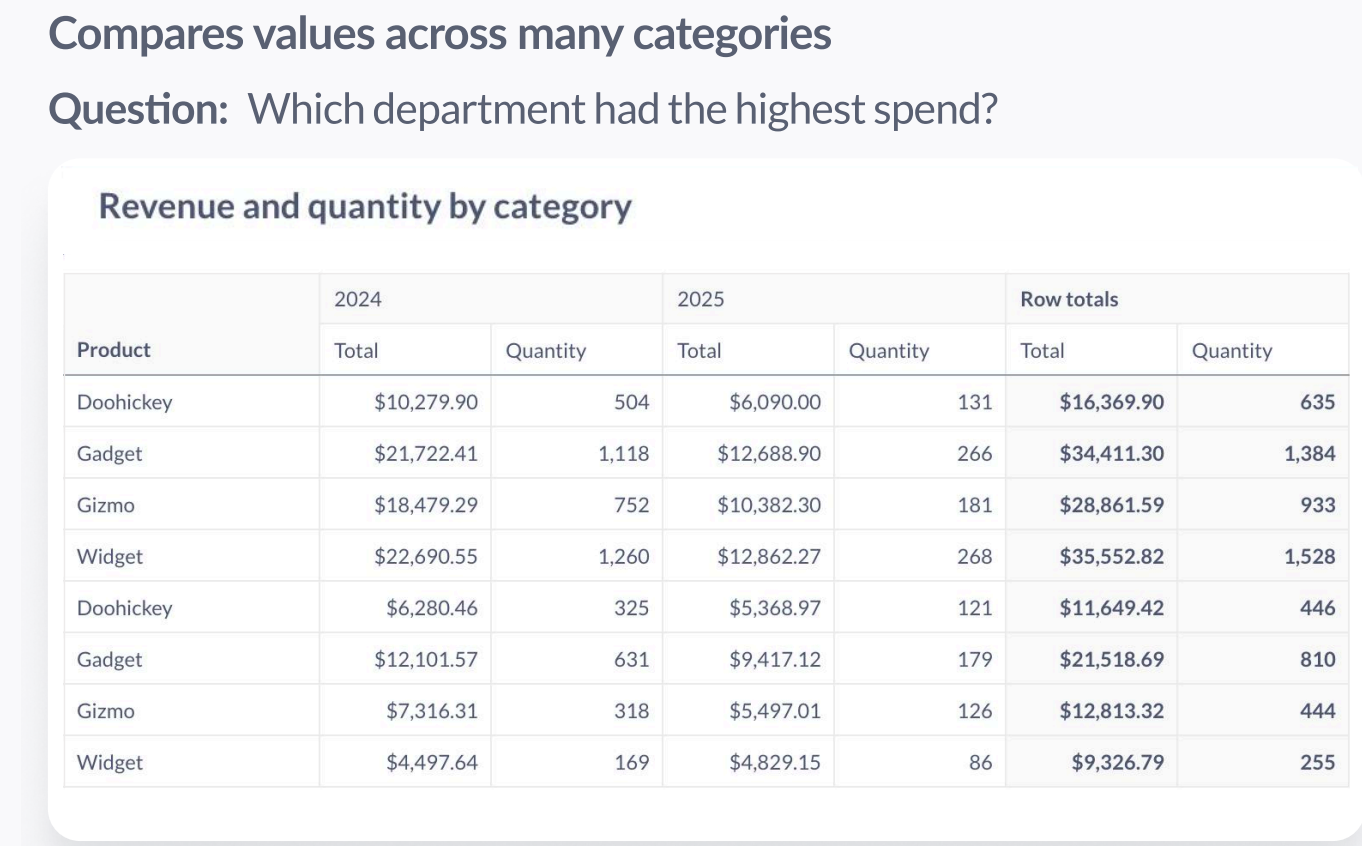 Compares values across many categories
Question: Which department had the highest spend?
Revenue and quantity by category
2024 2025 Row totals
Product Total Quantity Total Quantity Total Quantity
Doohickey $10,279.90 504 $6,090.00 131 $16,369.90 635
Gadget $21,722.41 1,118 $12,688.90 266 $34,411.30 1,384
Gizmo $18,479.29 752 $10,382.30 181 $28,861.59 933
Widget $22,690.55 1,260 $12,862.27 268 $35,552.82 1,528
Doohickey $6,280.46 325 $5,368.97 121 $11,649.42 446
Gadget $12,101.57 631 $9,417.12 179 $21,518.69 810
Gizmo $7,316.31 318 $5,497.01 126 $12,813.32 444
Widget $4,497.64 169 $4,829.15 86 $9,326.79 255